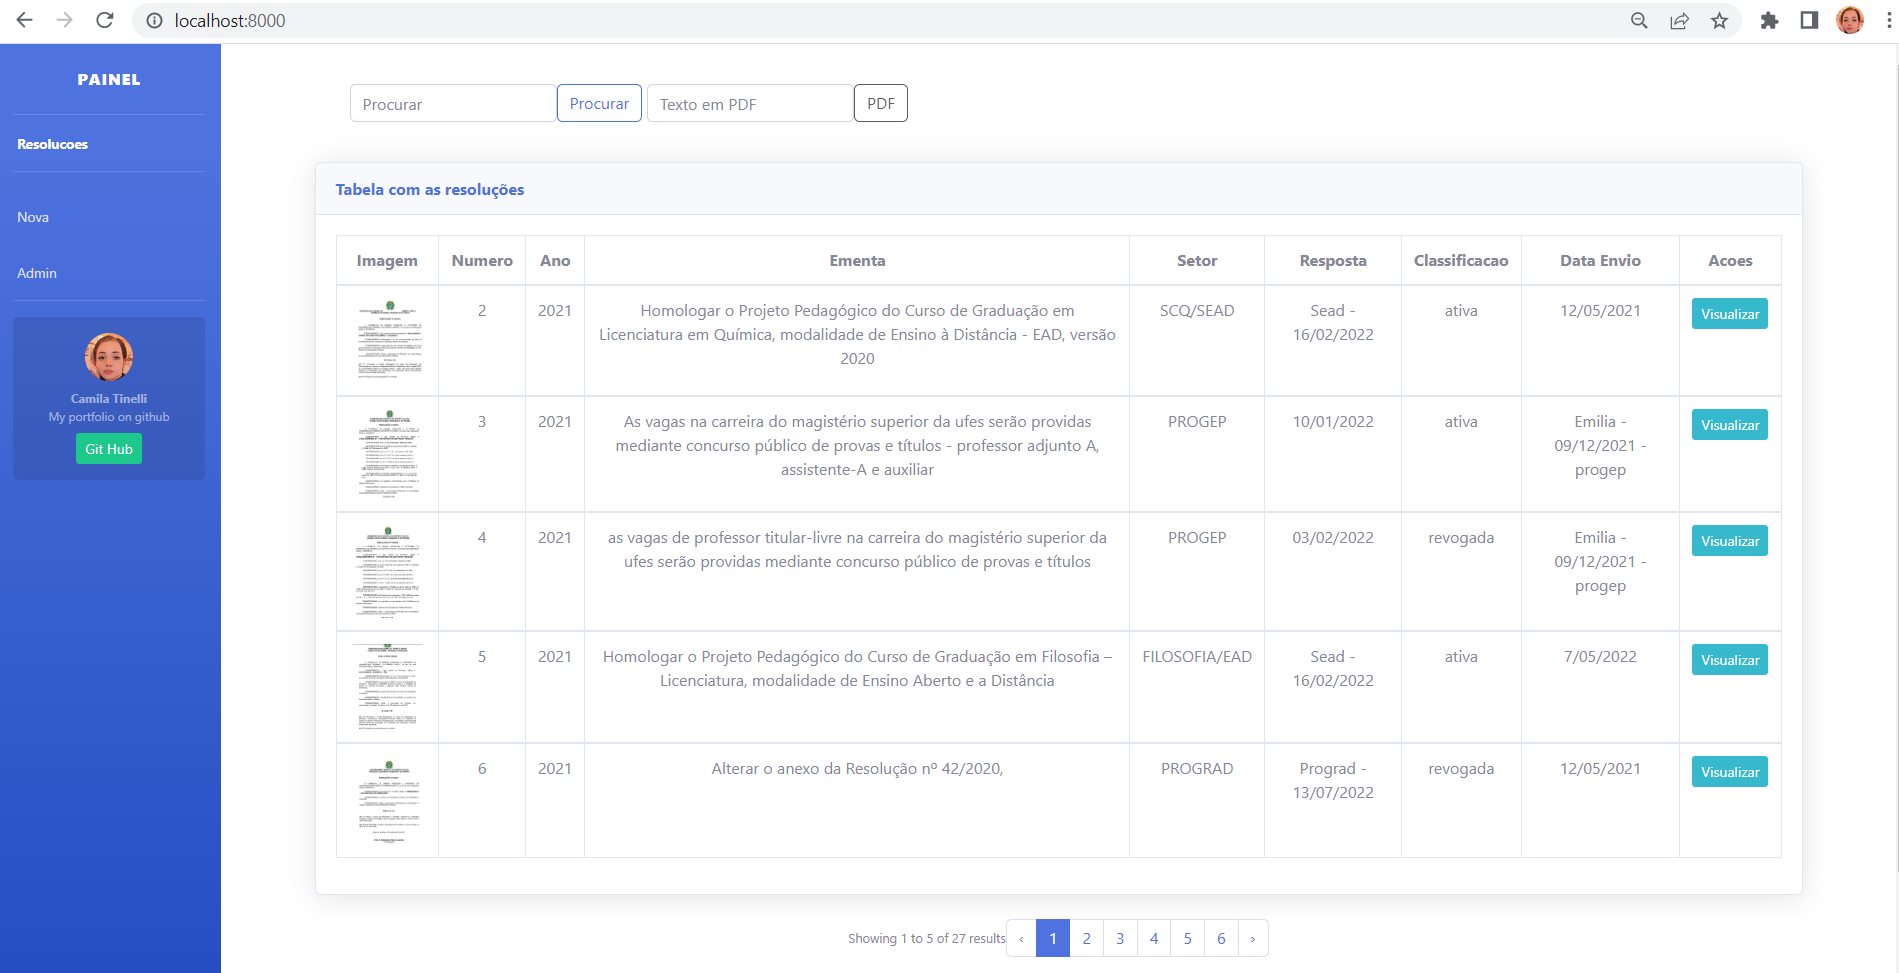 localhost:8000
PAINEL
Resolucoes
Nova
Admin
Camila Tinelli
My portfolio on github
Git Hub
Procurar Procurar Texto em PDF PDF
Tabela com as resoluções
Imagem Numero Ano Ementa Setor Resposta Classificacao Data Envio Acoes
2 2021 Homologar o Projeto Pedagógico do Curso de Graduação em SCQ/SEAD Sead - ativa 12/05/2021 Visualizar
Licenciatura em Química, modalidade de Ensino à Distância - EAD, versão 16/02/2022
2020
3 2021 As vagas na carreira do magistério superior da ufes serão providas PROGEP 10/01/2022 ativa Emilia - Visualizar
mediante concurso público de provas e títulos - professor adjunto A, 09/12/2021 -
assistente-A e auxiliar progep
4 2021 as vagas de professor titular-livre na carreira do magistério superior da PROGEP 03/02/2022 revogada Emilia - Visualizar
ufes serão providas mediante concurso público de provas e títulos 09/12/2021 -
progep
5 2021 Homologar o Projeto Pedagógico do Curso de Graduação em Filosofia – FILOSOFIA/EAD Sead - ativa 7/05/2022 Visualizar
Licenciatura, modalidade de Ensino Aberto e a Distância 16/02/2022
6 2021 Alterar o anexo da Resolução nº 42/2020, PROGRAD Prograd - revogada 12/05/2021 Visualizar
13/07/2022
Showing 1 to 5 of 27 results ‹ 1 2 3 4 5 6 ›